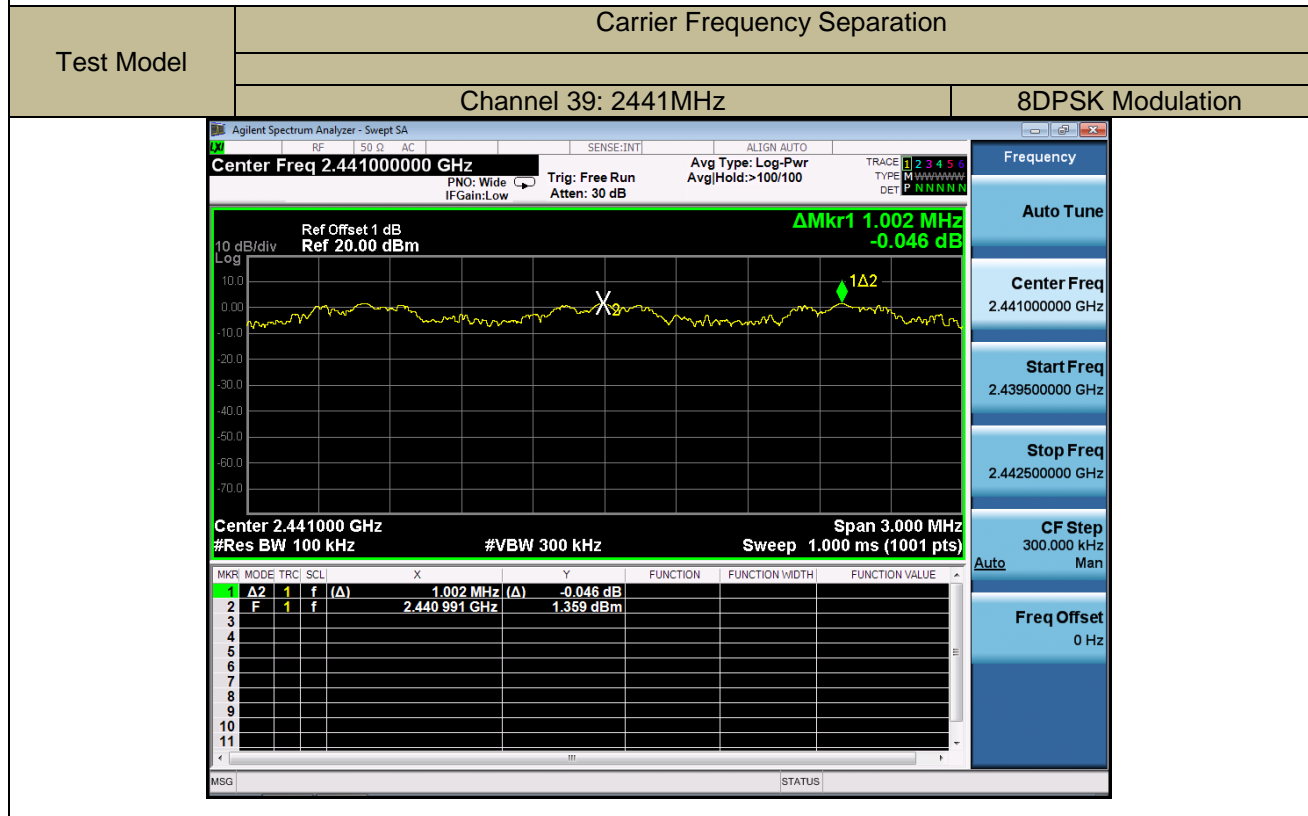 Test Model
Carrier Frequency Separation
Channel 39: 2441MHz
8DPSK Modulation
Agilent Spectrum Analyzer - Swept SA
LXI RF 50 Ω AC SENSE:INT ALIGN AUTO
Center Freq 2.441000000 GHz
PNO: Wide
IFGain:Low
Trig: Free Run
Atten: 30 dB
Avg Type: Log-Pwr
Avg|Hold:>100/100
TRACE 1 2 3 4 5 6
TYPE M WWWWW
DET P N N N N N
ΔMkr1 1.002 MHz
-0.046 dB
Ref Offset 1 dB
10 dB/div Ref 20.00 dBm
Log
10.0
0.00
-10.0
-20.0
-30.0
-40.0
-50.0
-60.0
-70.0
1Δ2
2
Center 2.441000 GHz Span 3.000 MHz
#Res BW 100 kHz #VBW 300 kHz Sweep 1.000 ms (1001 pts)
MKR MODE TRC SCL X Y FUNCTION FUNCTION WIDTH FUNCTION VALUE
1 Δ2 1 f (Δ) 1.002 MHz (Δ) -0.046 dB
2 F 1 f 2.440 991 GHz 1.359 dBm
3
4
5
6
7
8
9
10
11
MSG STATUS
Frequency
Auto Tune
Center Freq
2.441000000 GHz
Start Freq
2.439500000 GHz
Stop Freq
2.442500000 GHz
CF Step
300.000 kHz
Auto Man
Freq Offset
0 Hz